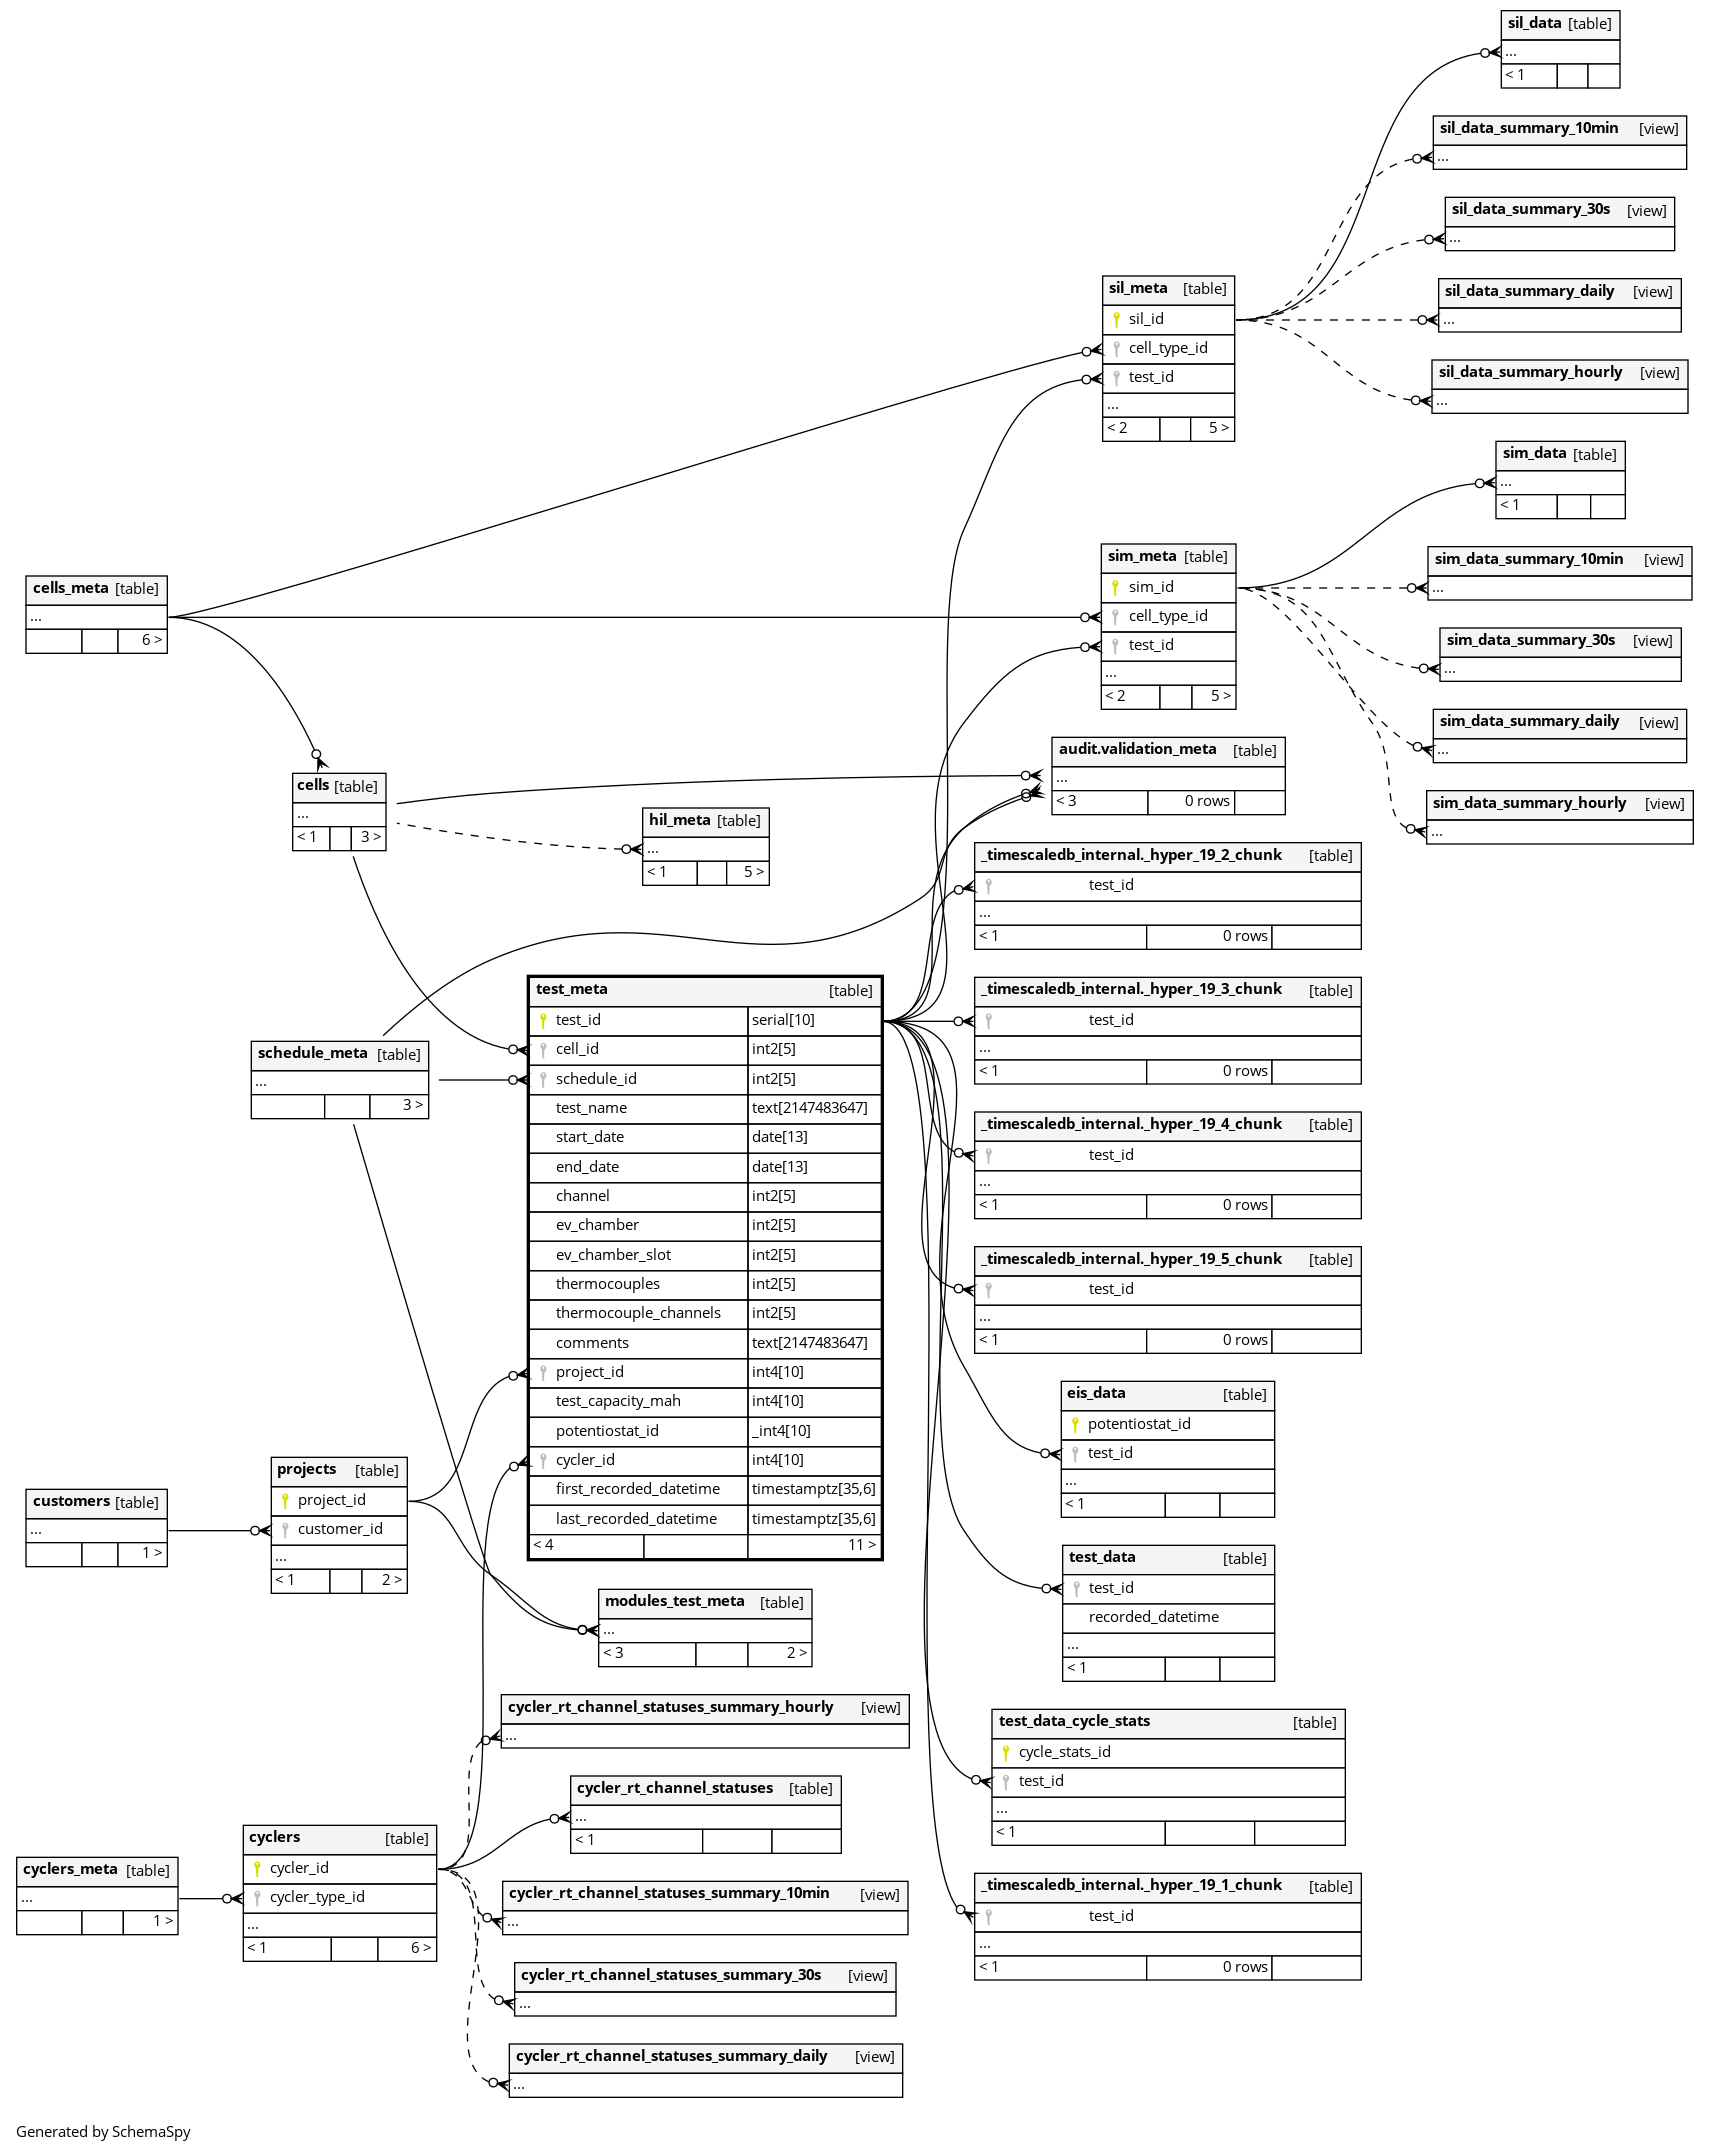 sil_data [table]
...
< 1
sil_data_summary_10min [view]
...
sil_data_summary_30s [view]
...
sil_data_summary_daily [view]
...
sil_data_summary_hourly [view]
...
sil_meta [table]
sil_id
cell_type_id
test_id
...
< 2 5 >
sim_data [table]
...
< 1
sim_data_summary_10min [view]
...
sim_data_summary_30s [view]
...
sim_data_summary_daily [view]
...
sim_data_summary_hourly [view]
...
sim_meta [table]
sim_id
cell_type_id
test_id
...
< 2 5 >
cells_meta [table]
...
6 >
cells [table]
...
< 1 3 >
hil_meta [table]
...
< 1 5 >
audit.validation_meta [table]
...
< 3 0 rows
_timescaledb_internal._hyper_19_2_chunk [table]
test_id
...
< 1 0 rows
_timescaledb_internal._hyper_19_3_chunk [table]
test_id
...
< 1 0 rows
_timescaledb_internal._hyper_19_4_chunk [table]
test_id
...
< 1 0 rows
_timescaledb_internal._hyper_19_5_chunk [table]
test_id
...
< 1 0 rows
schedule_meta [table]
...
3 >
test_meta [table]
test_id serial[10]
cell_id int2[5]
schedule_id int2[5]
test_name text[2147483647]
start_date date[13]
end_date date[13]
channel int2[5]
ev_chamber int2[5]
ev_chamber_slot int2[5]
thermocouples int2[5]
thermocouple_channels int2[5]
comments text[2147483647]
project_id int4[10]
test_capacity_mah int4[10]
potentiostat_id _int4[10]
cycler_id int4[10]
first_recorded_datetime timestamptz[35,6]
last_recorded_datetime timestamptz[35,6]
< 4 11 >
eis_data [table]
potentiostat_id
test_id
...
< 1
customers [table]
...
1 >
projects [table]
project_id
customer_id
...
< 1 2 >
test_data [table]
test_id
recorded_datetime
...
< 1
modules_test_meta [table]
...
< 3 2 >
cycler_rt_channel_statuses_summary_hourly [view]
...
test_data_cycle_stats [table]
cycle_stats_id
test_id
...
< 1
cycler_rt_channel_statuses [table]
...
< 1
cyclers_meta [table]
...
1 >
cyclers [table]
cycler_id
cycler_type_id
...
< 1 6 >
cycler_rt_channel_statuses_summary_10min [view]
...
_timescaledb_internal._hyper_19_1_chunk [table]
test_id
...
< 1 0 rows
cycler_rt_channel_statuses_summary_30s [view]
...
cycler_rt_channel_statuses_summary_daily [view]
...
Generated by SchemaSpy